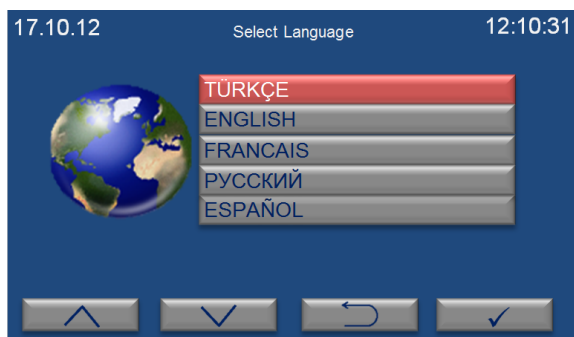 17.10.12 Select Language 12:10:31
TÜRKÇE
ENGLISH
FRANCAIS
РУССКИЙ
ESPAÑOL